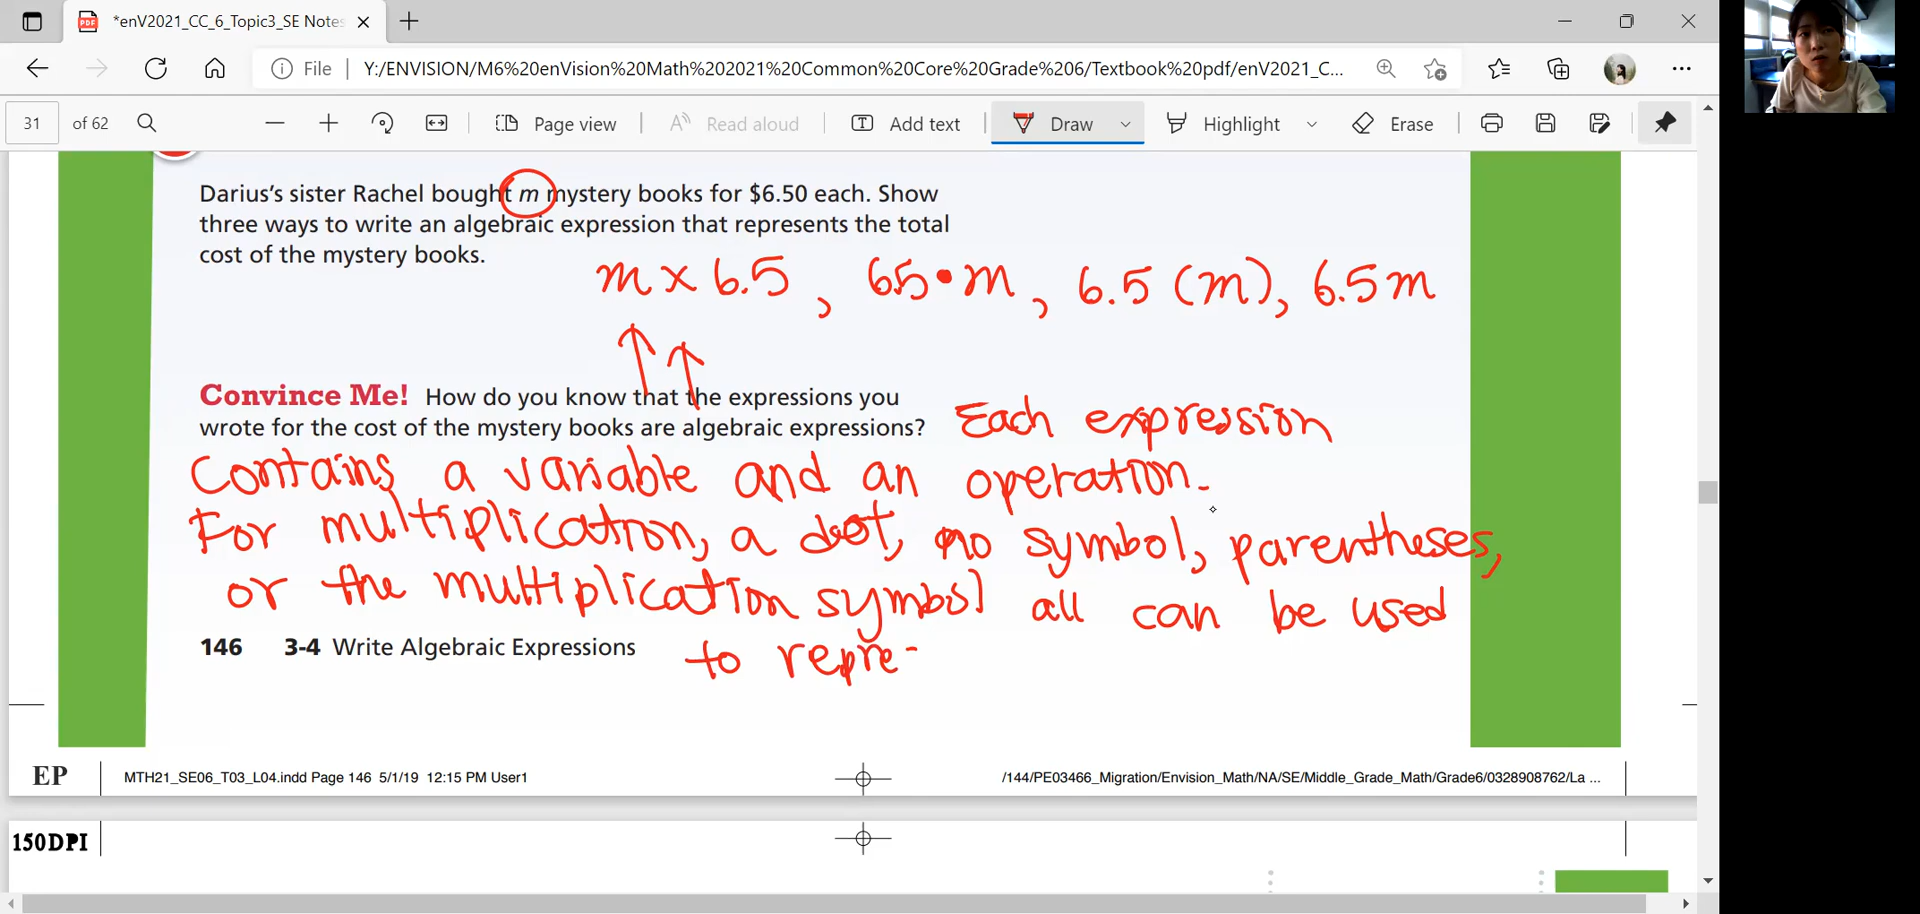 *enV2021_CC_6_Topic3_SE Notes
File Y:/ENVISION/M6%20enVision%20Math%202021%20Common%20Core%20Grade%206/Textbook%20pdf/enV2021_C...
31 of 62 Page view Read aloud Add text Draw Highlight Erase
Darius's sister Rachel bought m mystery books for $6.50 each. Show
three ways to write an algebraic expression that represents the total
cost of the mystery books.
m x 6.5 , 6.5 • m , 6.5 (m), 6.5 m
Convince Me! How do you know that the expressions you
wrote for the cost of the mystery books are algebraic expressions?
Each expression
Contains a variable and an operation.
For multiplication, a dot, no symbol, parentheses,
or the multiplication symbol all can be used
146 3-4 Write Algebraic Expressions
to repre-
EP MTH21_SE06_T03_L04.indd Page 146 5/1/19 12:15 PM User1 /144/PE03466_Migration/Envision_Math/NA/SE/Middle_Grade_Math/Grade6/0328908762/La ...
150DPI